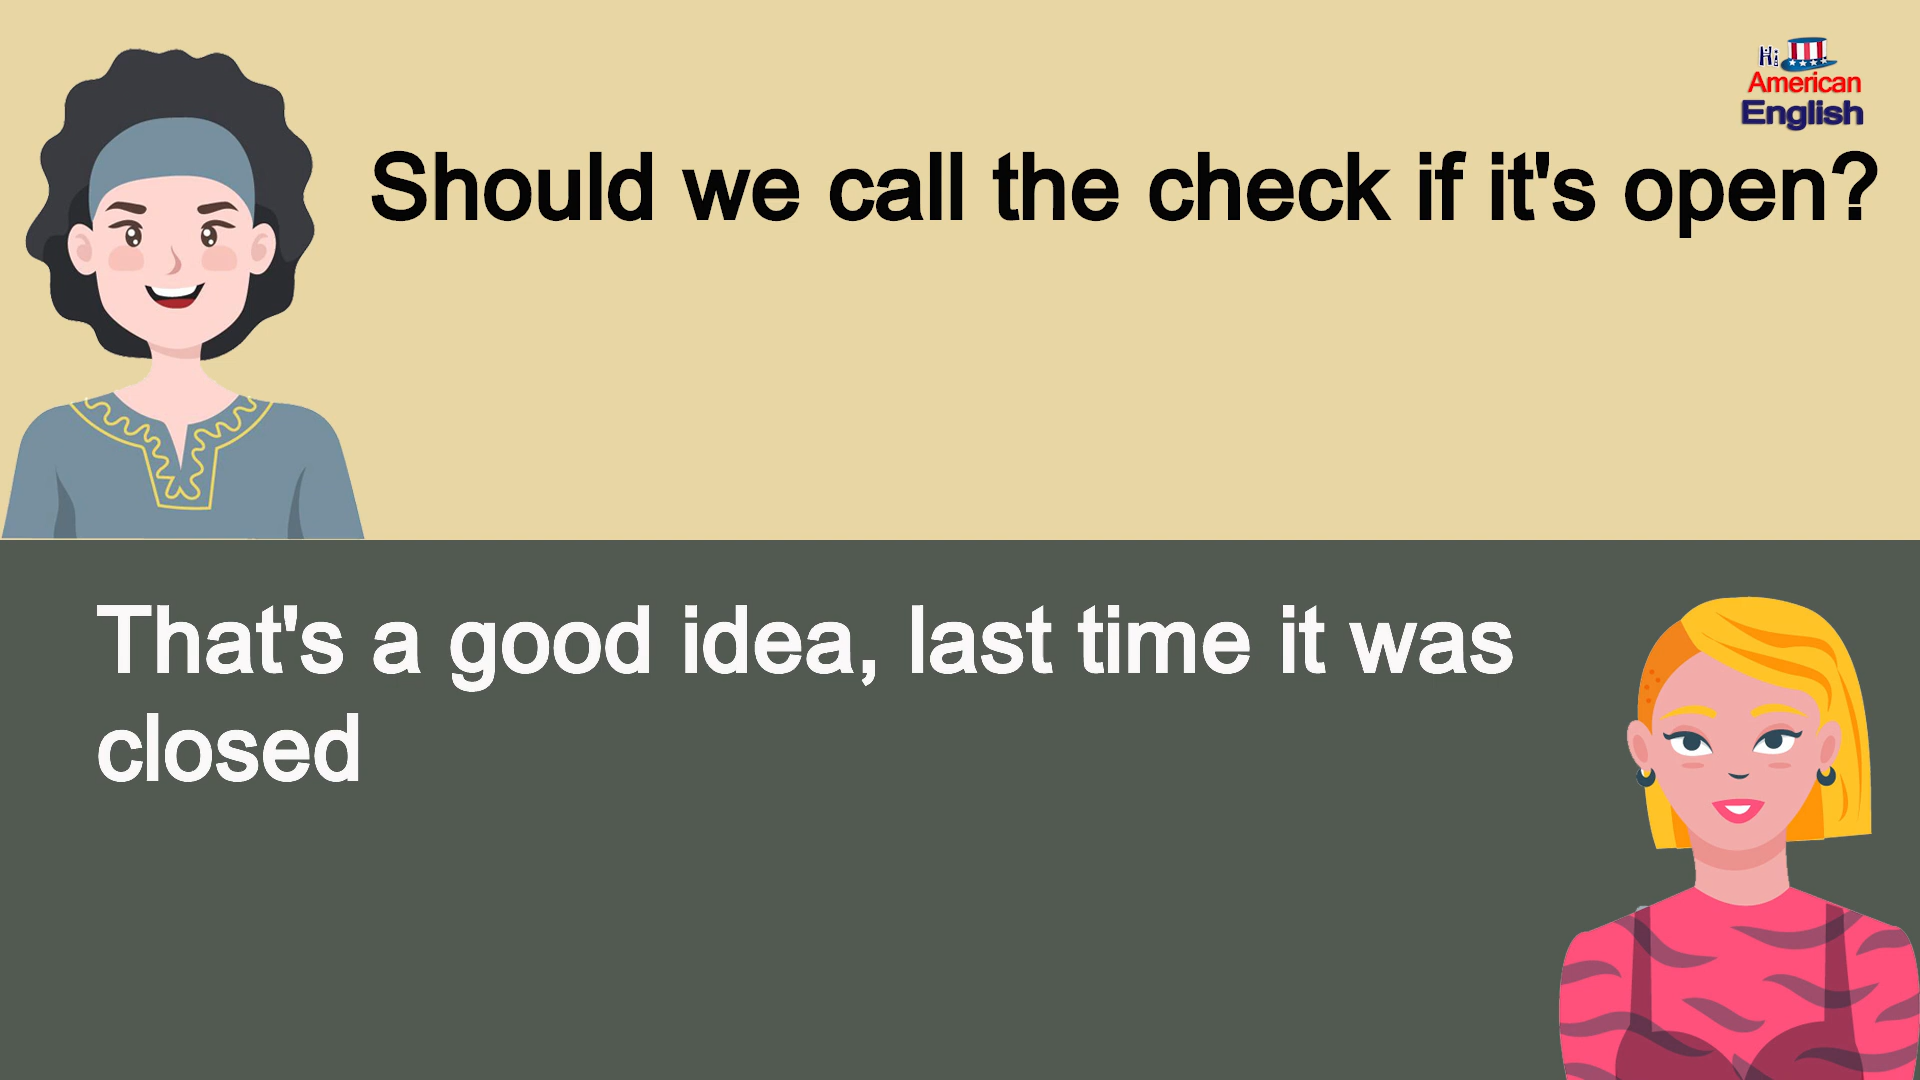 Hi
American
English
Should we call the check if it's open?
That's a good idea, last time it was
closed